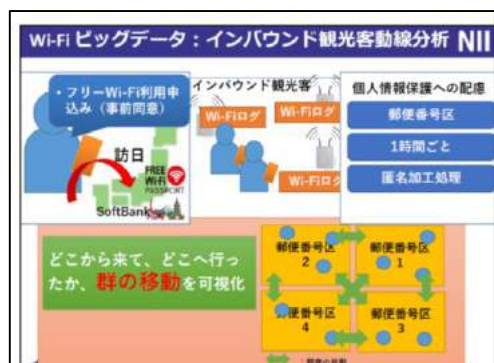 Wi-Fi ビッグデータ：インバウンド観光客動線分析 NII
・フリーWi-Fi利用申
込み（事前同意）
訪日
FREE
Wi-Fi
PASSPORT
SoftBank
インバウンド観光客
Wi-Fiログ
Wi-Fiログ
Wi-Fiログ
個人情報保護への配慮
郵便番号区
1時間ごと
匿名加工処理
どこから来て、どこへ行っ
たか、群の移動を可視化
郵便番号区
2
郵便番号区
1
郵便番号区
4
郵便番号区
3